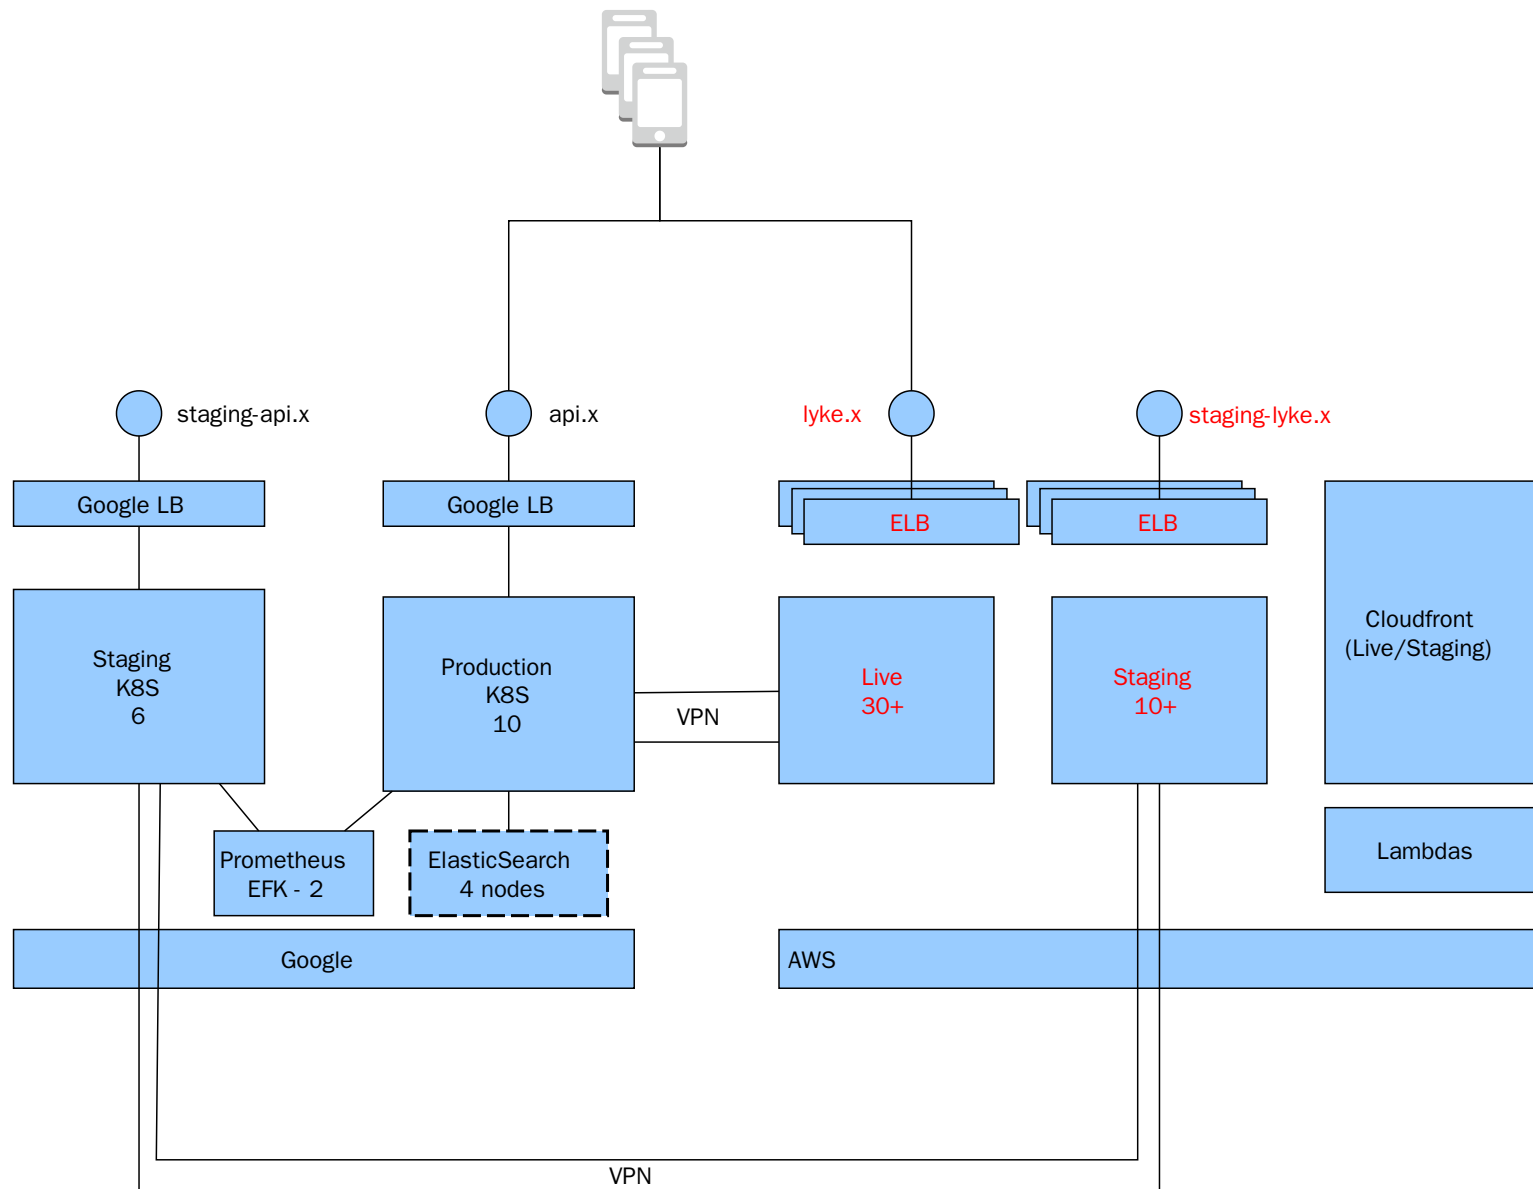 staging-api.x
api.x
lyke.x
staging-lyke.x
Google LB
Google LB
ELB
ELB
Staging
K8S
6
Production
K8S
10
VPN
Live
30+
Staging
10+
Cloudfront
(Live/Staging)
Prometheus
EFK - 2
ElasticSearch
4 nodes
Lambdas
Google
AWS
VPN